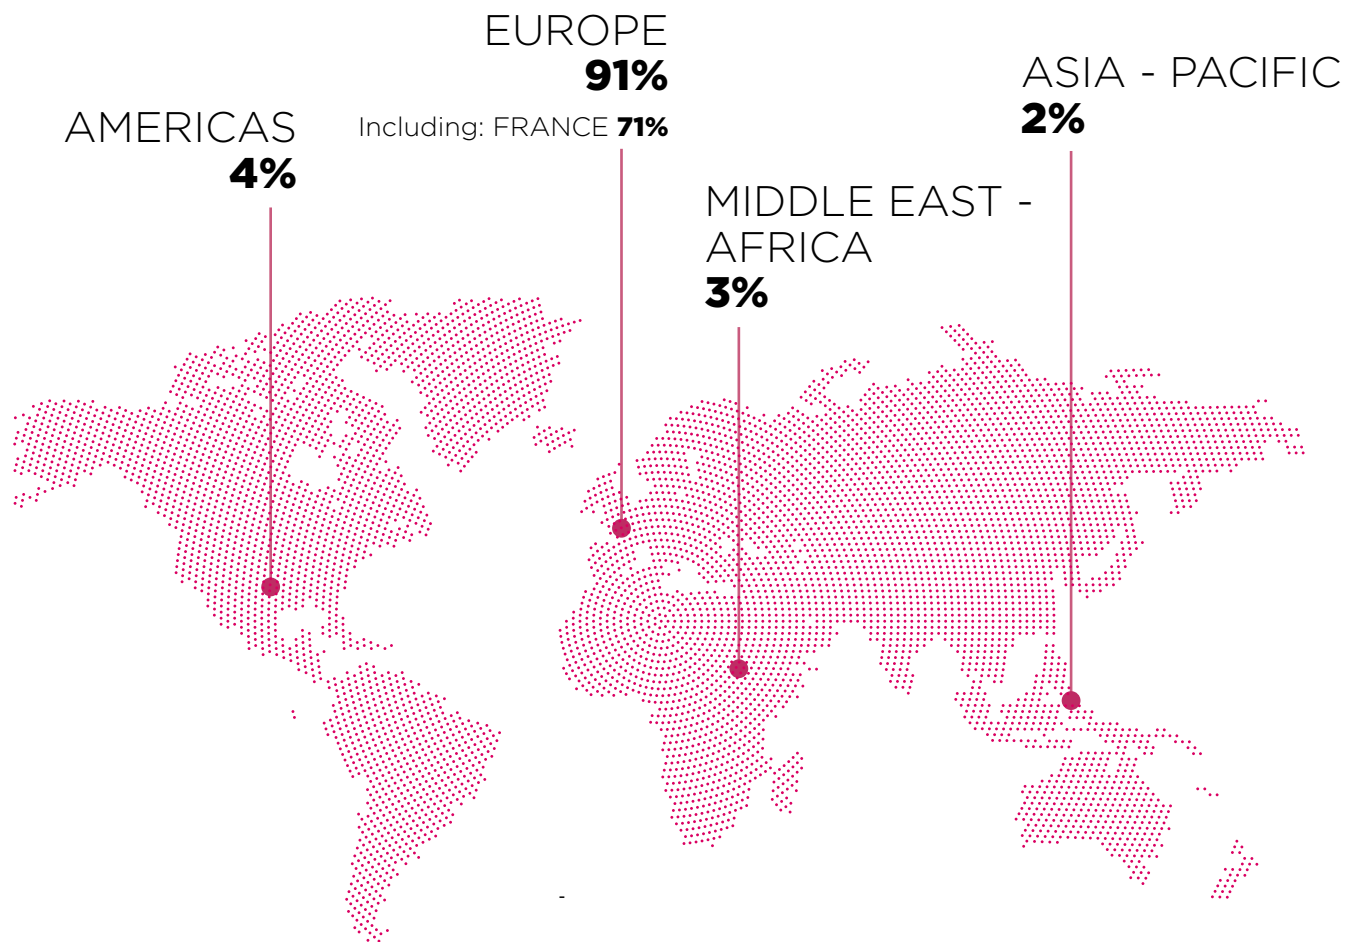 EUROPE
91%
Including: FRANCE 71%
ASIA - PACIFIC
2%
AMERICAS
4%
MIDDLE EAST -
AFRICA
3%
-